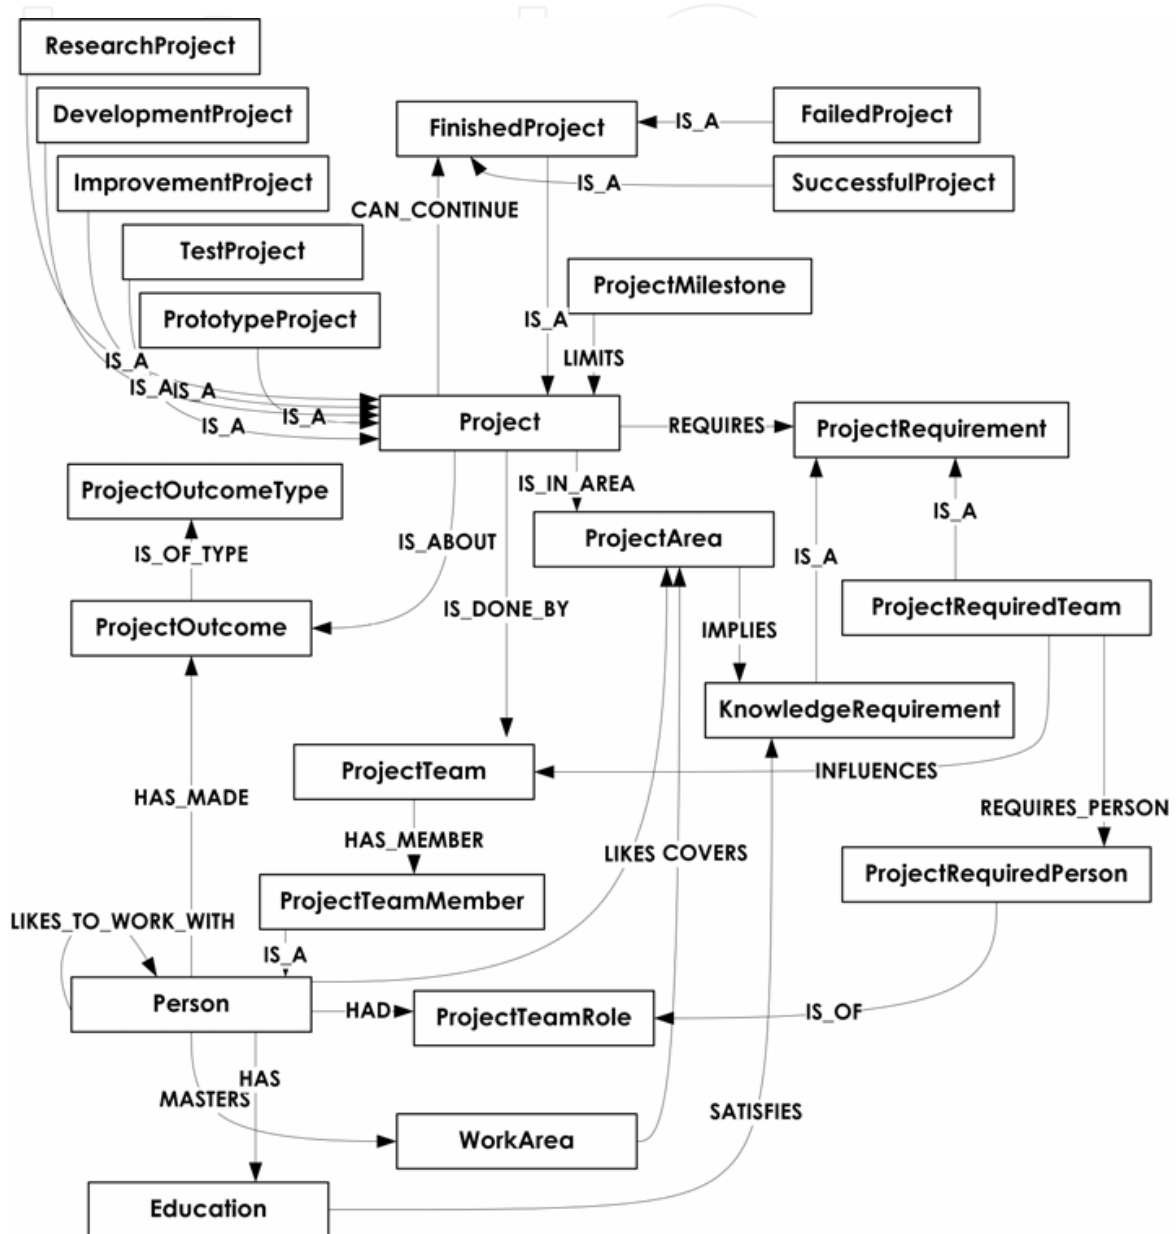 ResearchProject
DevelopmentProject
FinishedProject
IS_A
FailedProject
ImprovementProject
IS_A
SuccessfulProject
CAN_CONTINUE
TestProject
ProjectMilestone
PrototypeProject
IS_A
LIMITS
IS_A
IS_A
IS_A
IS_A
IS_A
Project
REQUIRES
ProjectRequirement
ProjectOutcomeType
IS_IN_AREA
IS_A
IS_ABOUT
ProjectArea
IS_OF_TYPE
IS_A
ProjectOutcome
IS_DONE_BY
ProjectRequiredTeam
IMPLIES
KnowledgeRequirement
ProjectTeam
INFLUENCES
HAS_MADE
REQUIRES_PERSON
HAS_MEMBER
LIKES
COVERS
ProjectRequiredPerson
ProjectTeamMember
LIKES_TO_WORK_WITH
IS_A
Person
HAD
ProjectTeamRole
IS_OF
HAS
MASTERS
SATISFIES
WorkArea
Education